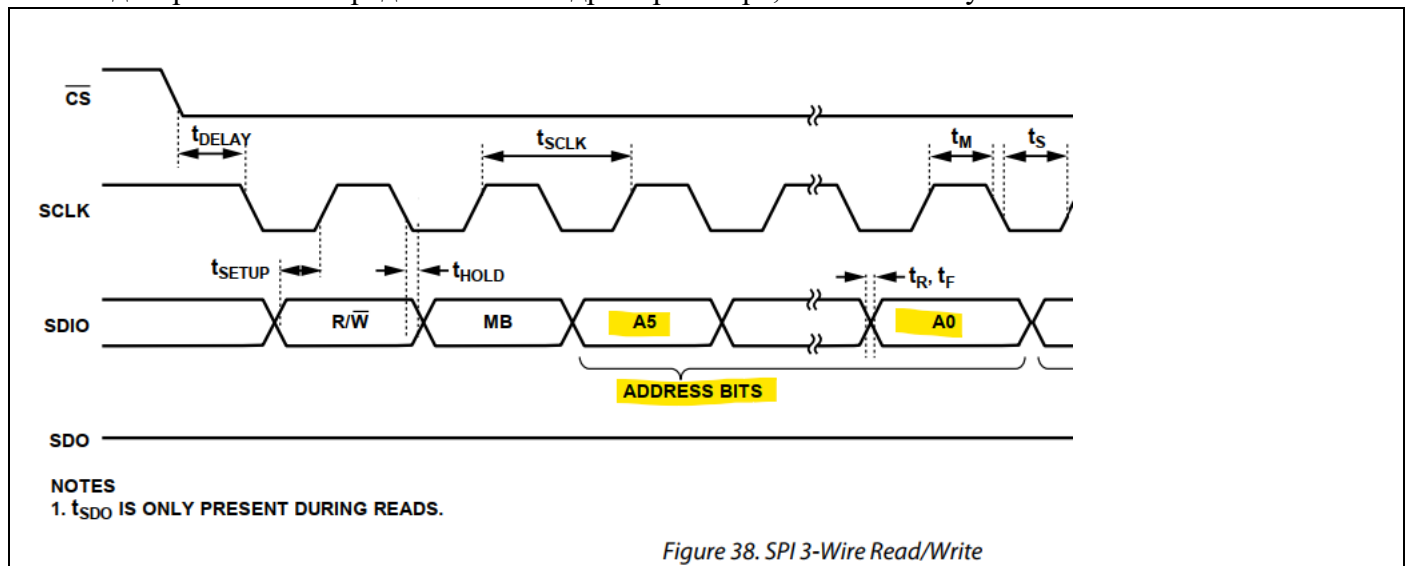 CS
tDELAY
tSCLK
tM
tS
SCLK
tSETUP
tHOLD
tR, tF
SDIO
R/W
MB
A5
A0
ADDRESS BITS
SDO
NOTES
1. tSDO IS ONLY PRESENT DURING READS.
Figure 38. SPI 3-Wire Read/Write